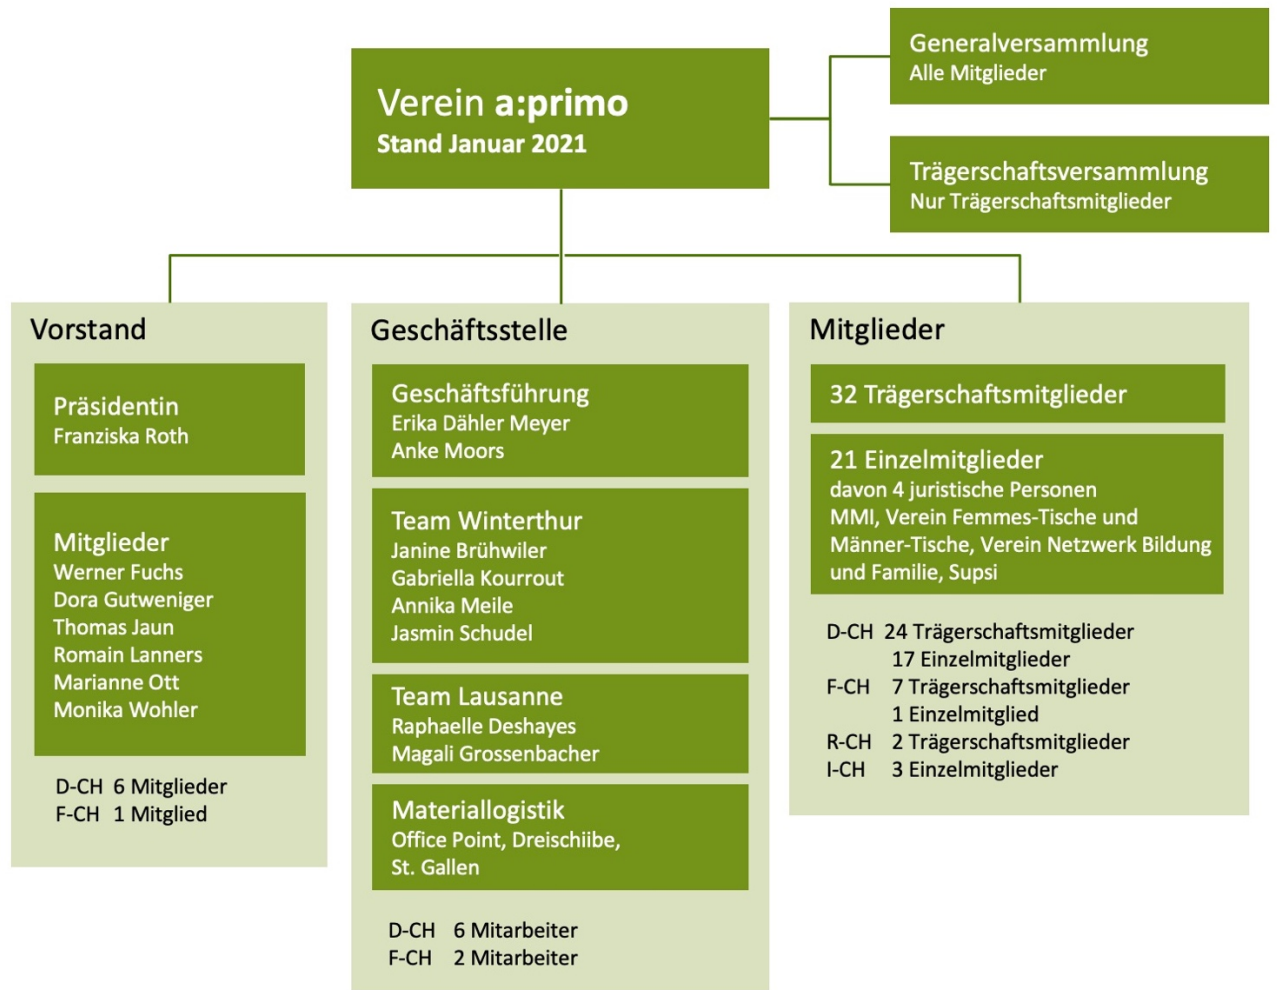 Verein a:primo
Stand Januar 2021
Generalversammlung
Alle Mitglieder
Trägerschaftsversammlung
Nur Trägerschaftsmitglieder
Vorstand
Präsidentin
Franziska Roth
Mitglieder
Werner Fuchs
Dora Gutweniger
Thomas Jaun
Romain Lanners
Marianne Ott
Monika Wohler
D-CH 6 Mitglieder
F-CH 1 Mitglied
Geschäftsstelle
Geschäftsführung
Erika Dähler Meyer
Anke Moors
Team Winterthur
Janine Brühwiler
Gabriella Kourrout
Annika Meile
Jasmin Schudel
Team Lausanne
Raphaelle Deshayes
Magali Grossenbacher
Materiallogistik
Office Point, Dreischiibe,
St. Gallen
D-CH 6 Mitarbeiter
F-CH 2 Mitarbeiter
Mitglieder
32 Trägerschaftsmitglieder
21 Einzelmitglieder
davon 4 juristische Personen
MMI, Verein Femmes-Tische und
Männer-Tische, Verein Netzwerk Bildung
und Familie, Supsi
D-CH 24 Trägerschaftsmitglieder
17 Einzelmitglieder
F-CH 7 Trägerschaftsmitglieder
1 Einzelmitglied
R-CH 2 Trägerschaftsmitglieder
I-CH 3 Einzelmitglieder